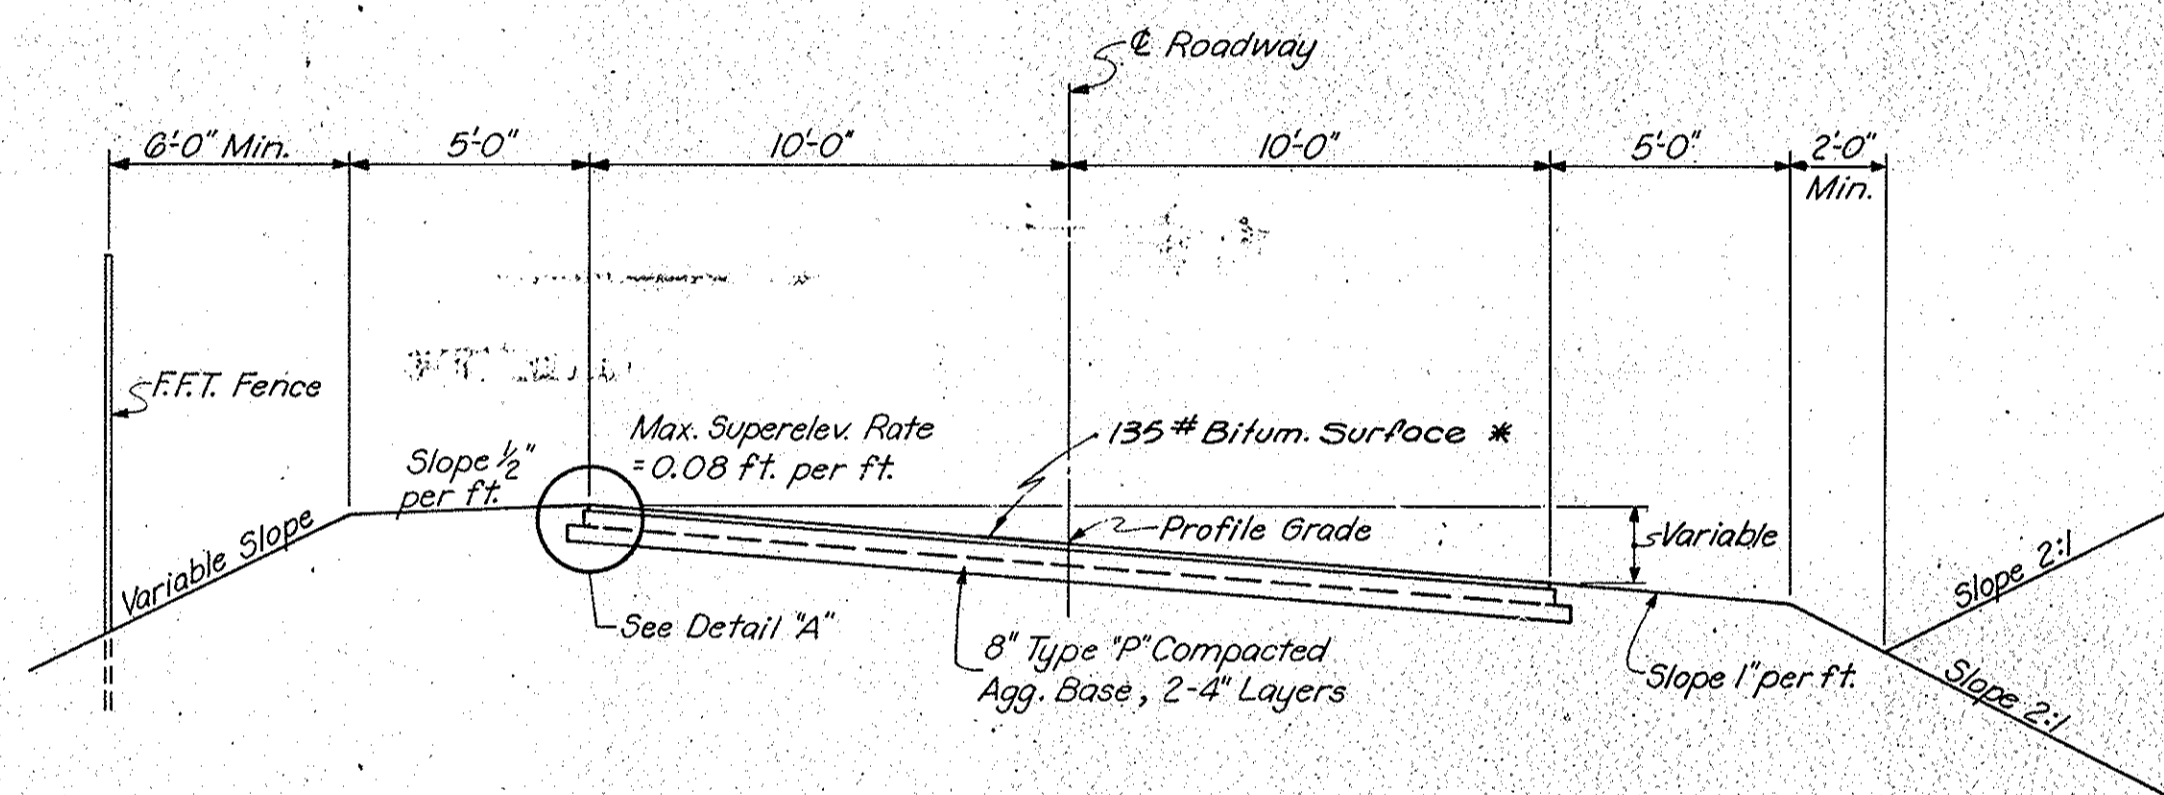 ℄ Roadway
6'-0" Min.
5'-0"
10'-0"
10'-0"
5'-0"
2'-0"
Min.
F.F.T. Fence
Max. Superelev. Rate
= 0.08 ft. per ft.
135# Bitum. Surface *
Slope 1/2"
per ft.
Variable Slope
Profile Grade
Variable
Slope 2:1
See Detail "A"
8" Type "P" Compacted
Agg. Base, 2-4" Layers
Slope 1" per ft.
Slope 2:1